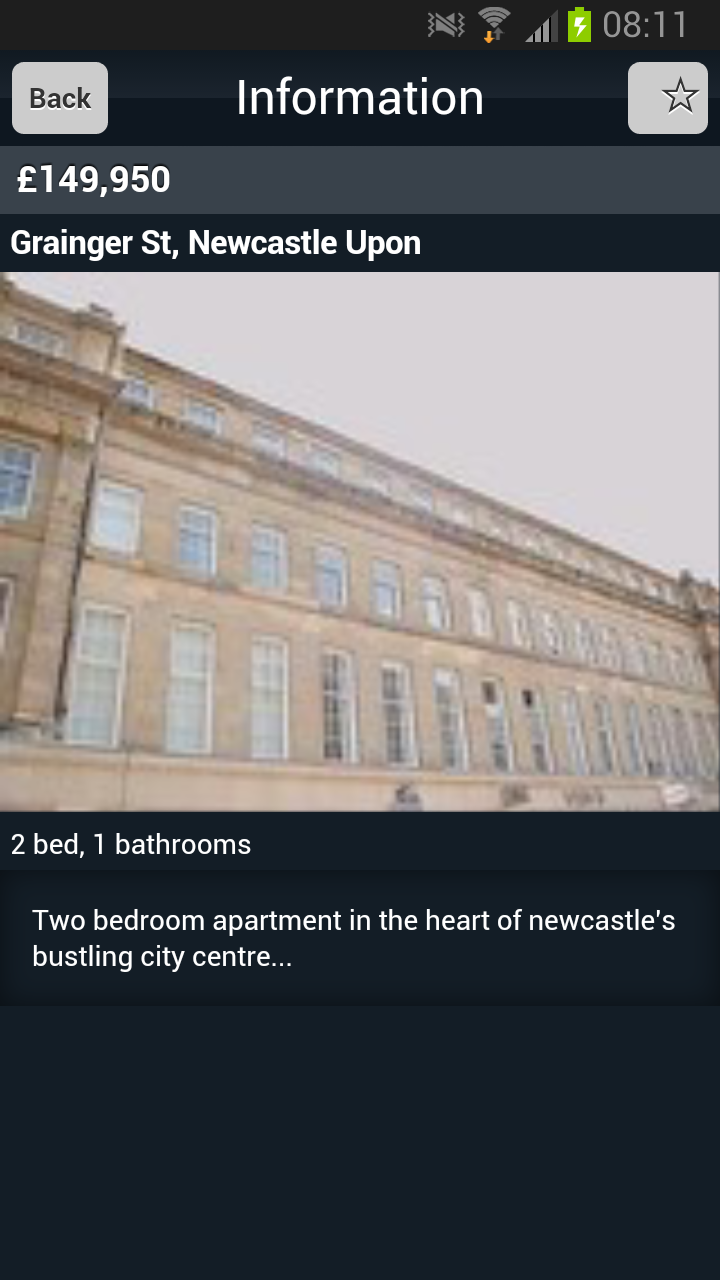 08:11
Back
Information
£149,950
Grainger St, Newcastle Upon
2 bed, 1 bathrooms
Two bedroom apartment in the heart of newcastle's
bustling city centre...